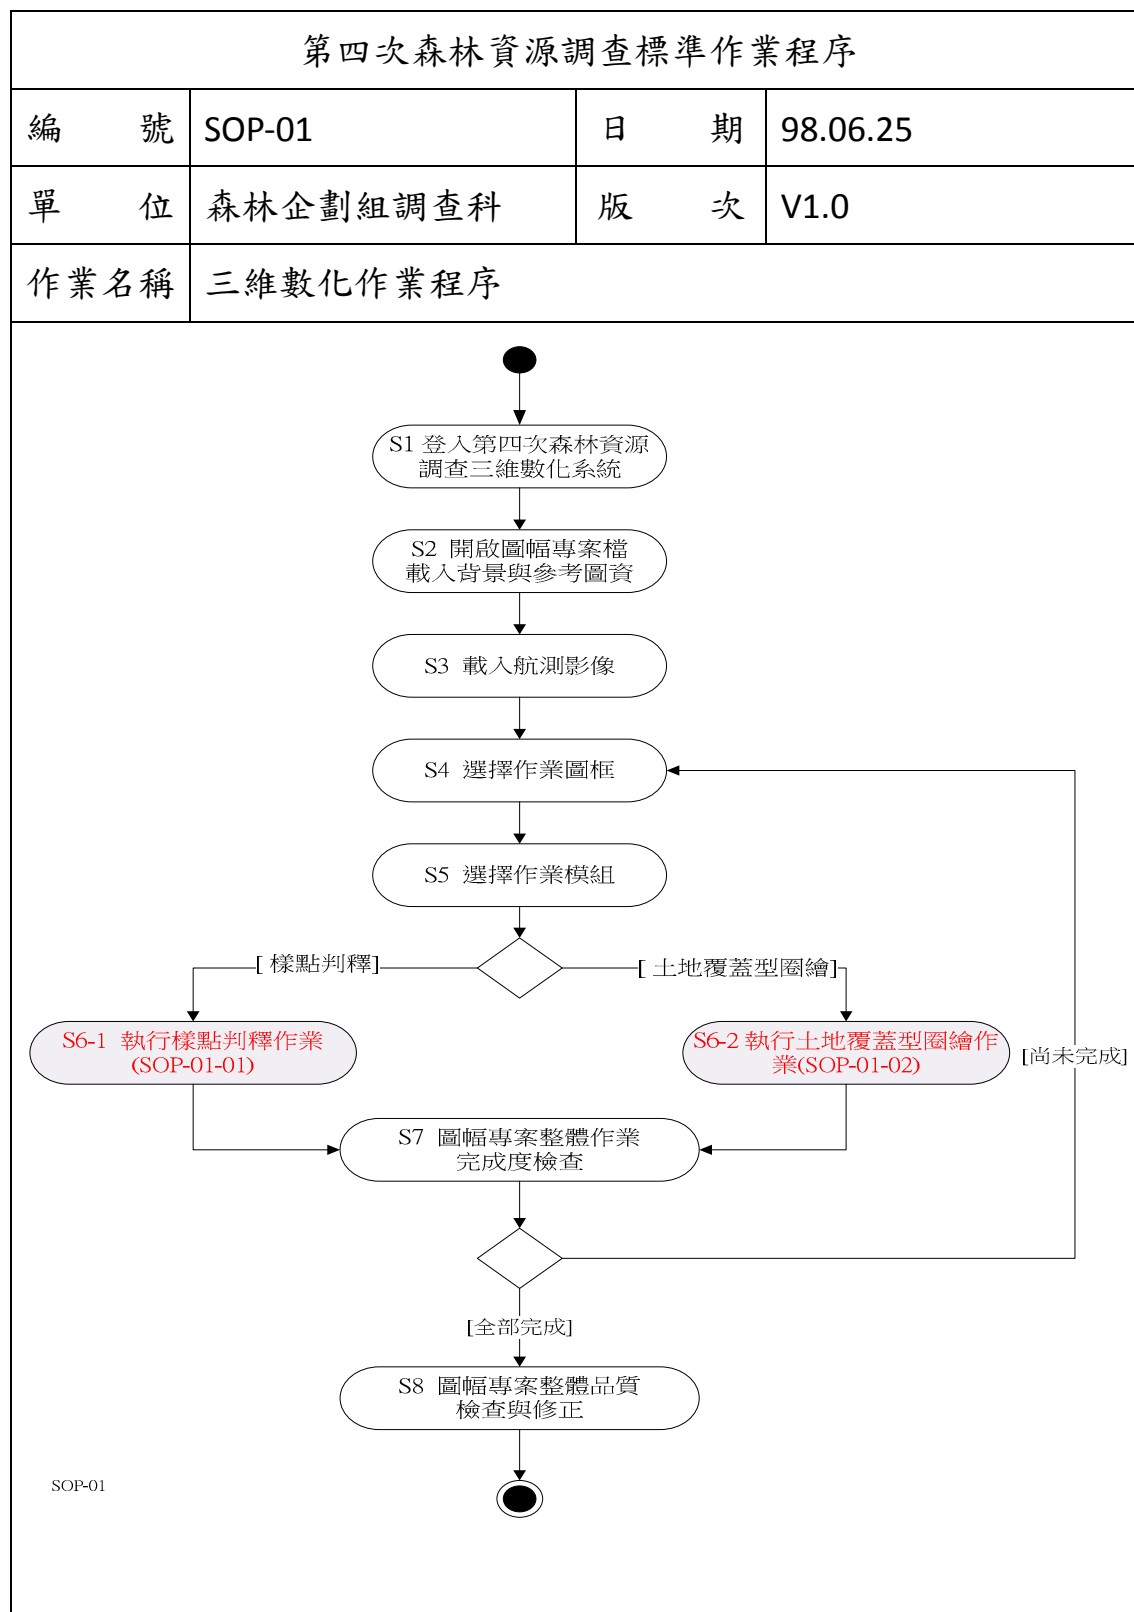 第四次森林資源調查標準作業程序
編 號 SOP-01 日 期 98.06.25
單 位 森林企劃組調查科 版 次 V1.0
作業名稱 三維數化作業程序
S1 登入第四次森林資源
調查三維數化系統
S2 開啟圖幅專案檔
載入背景與參考圖資
S3 載入航測影像
S4 選擇作業圖框
S5 選擇作業模組
[ 樣點判釋]
[ 土地覆蓋型圈繪]
S6-1 執行樣點判釋作業
(SOP-01-01)
S6-2 執行土地覆蓋型圈繪作
業(SOP-01-02)
[尚未完成]
S7 圖幅專案整體作業
完成度檢查
[全部完成]
S8 圖幅專案整體品質
檢查與修正
SOP-01